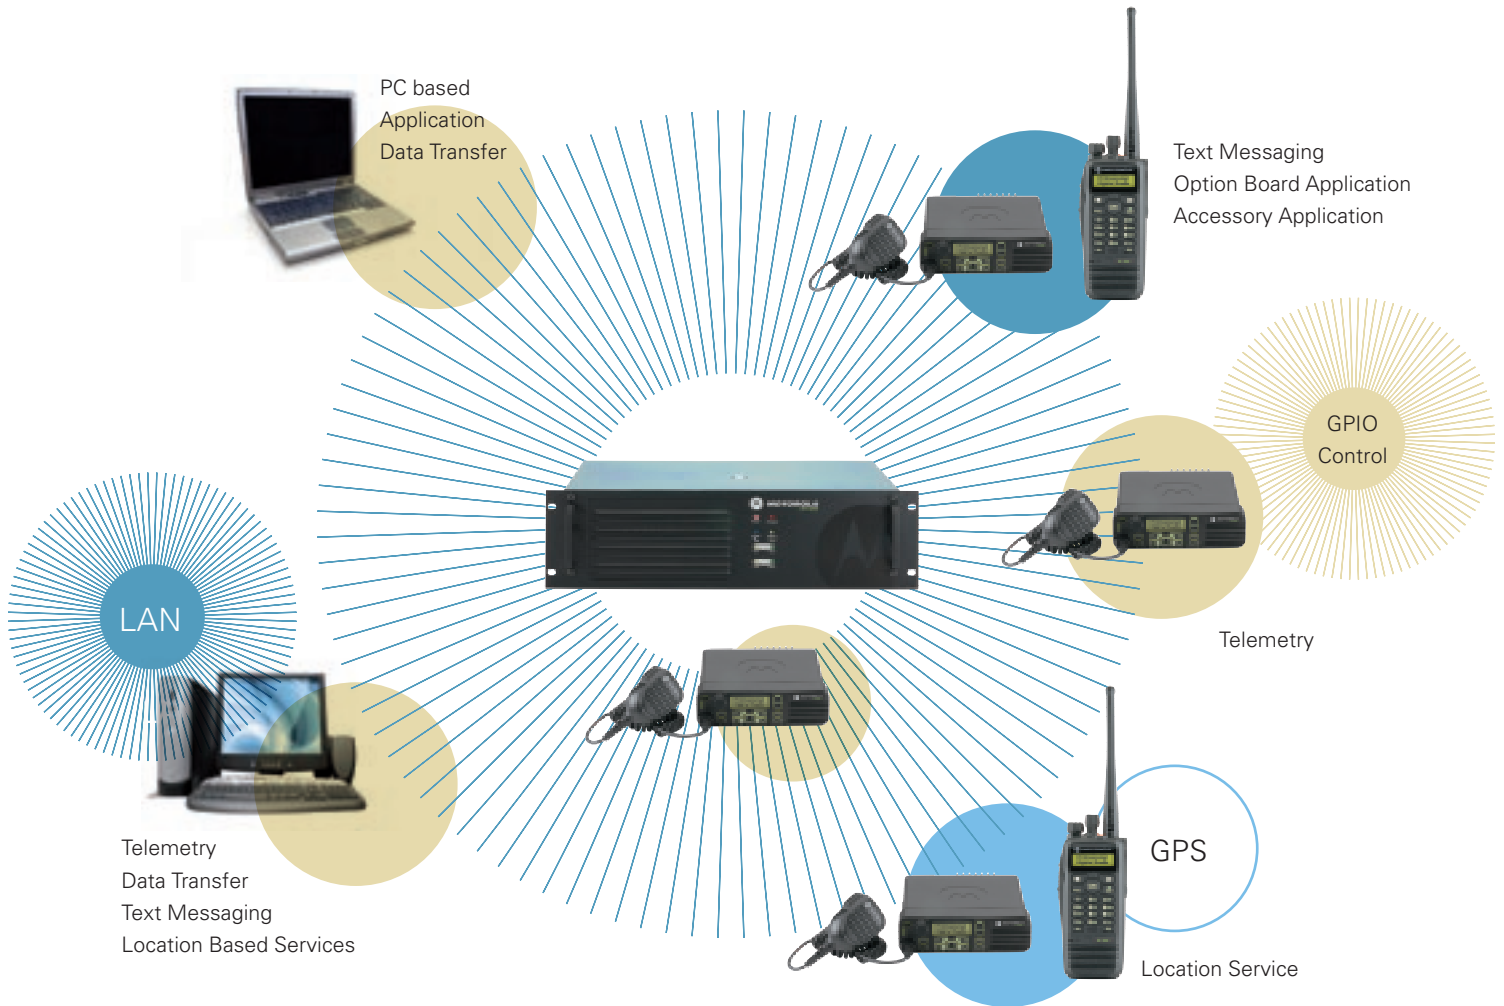 PC based
Application
Data Transfer
Text Messaging
Option Board Application
Accessory Application
GPIO
Control
LAN
Telemetry
Telemetry
Data Transfer
Text Messaging
Location Based Services
GPS
Location Service